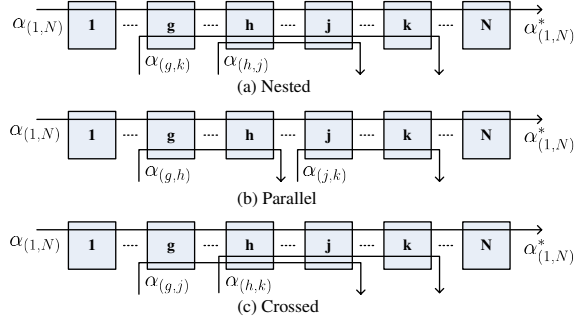 α(1,N) 1 .... g .... h .... j .... k .... N α*(1,N)
α(g,k) α(h,j)
(a) Nested
α(1,N) 1 .... g .... h .... j .... k .... N α*(1,N)
α(g,h) α(j,k)
(b) Parallel
α(1,N) 1 .... g .... h .... j .... k .... N α*(1,N)
α(g,j) α(h,k)
(c) Crossed